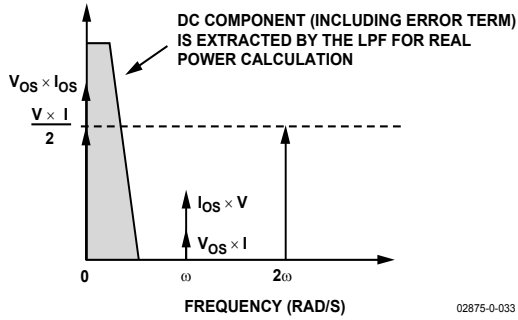 DC COMPONENT (INCLUDING ERROR TERM)
IS EXTRACTED BY THE LPF FOR REAL
POWER CALCULATION
VOS × IOS
V × I
2
IOS × V
VOS × I
0
ω
2ω
FREQUENCY (RAD/S)
02875-0-033